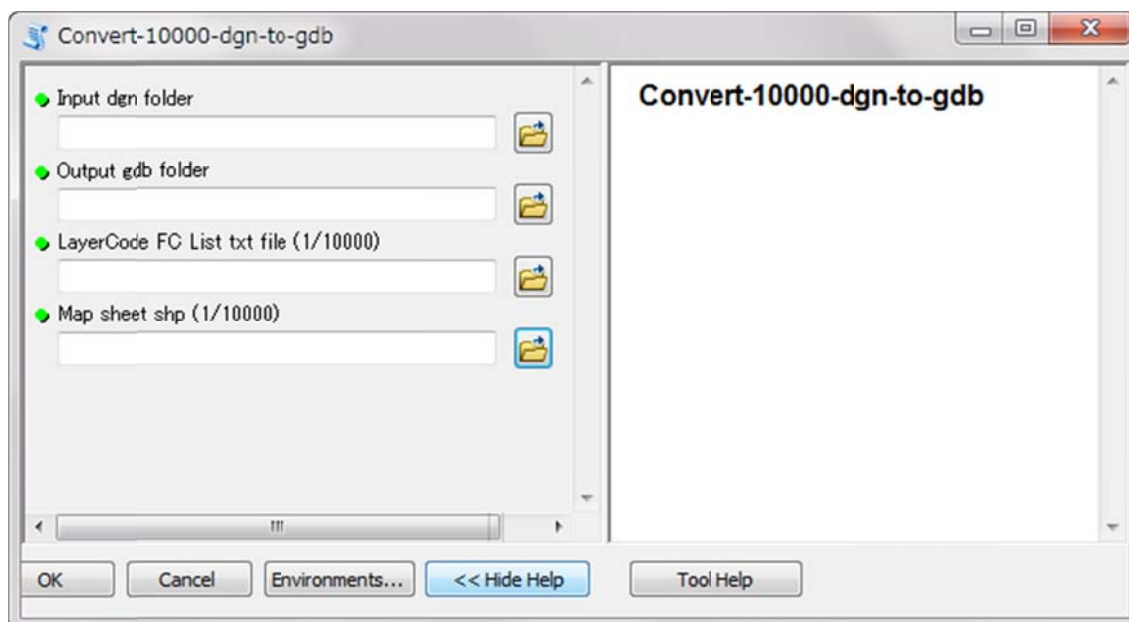 Convert-10000-dgn-to-gdb
Input dgn folder
Output gdb folder
LayerCode FC List txt file (1/10000)
Map sheet shp (1/10000)
Convert-10000-dgn-to-gdb
OK
Cancel
Environments...
<< Hide Help
Tool Help